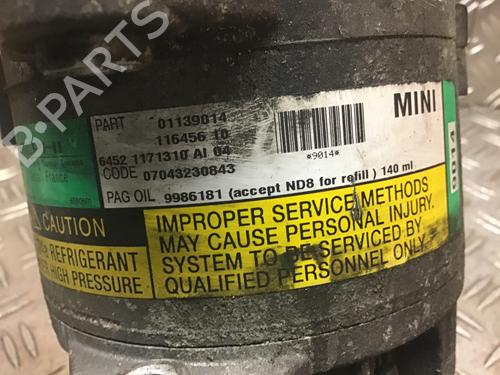 B-PARTS
PART 01139014
116456 10
6452 1171310 AI 04
CODE 07043230843
PAG OIL 9986181 (accept ND8 for refill) 140 ml
*9014*
MINI
9014
France
CAUTION
REFRIGERANT
HIGH PRESSURE
IMPROPER SERVICE METHODS
MAY CAUSE PERSONAL INJURY.
SYSTEM TO BE SERVICED BY
QUALIFIED PERSONNEL ONLY.